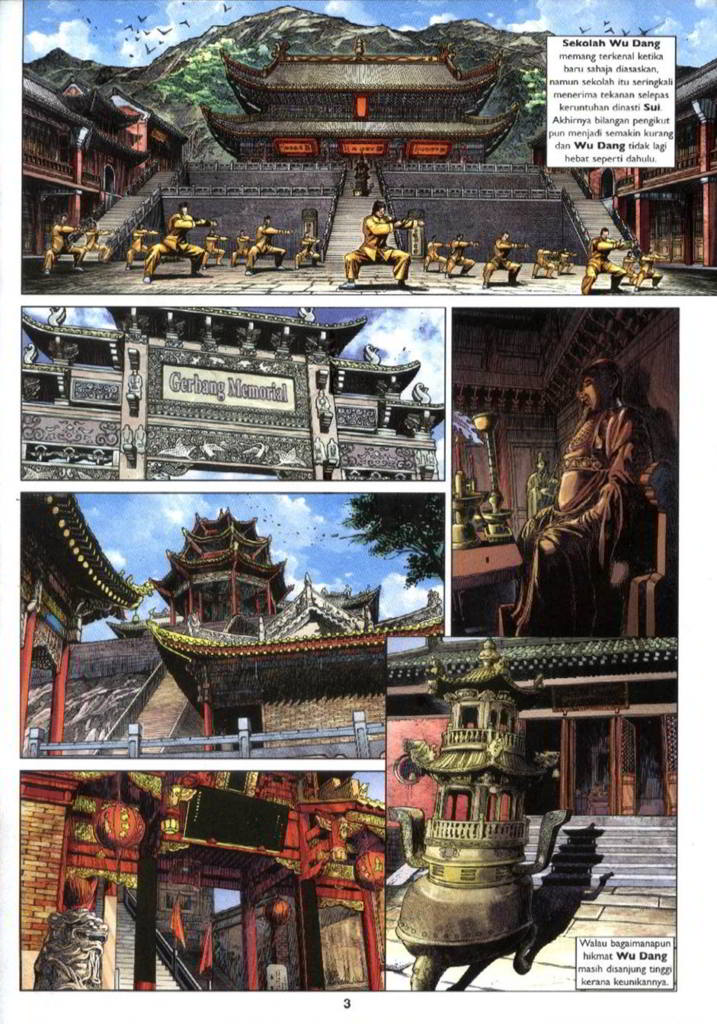 Sekolah Wu Dang
memang terkenal ketika
baru sahaja diasaskan,
namun sekolah itu seringkali
menerima tekanan selepas
keruntuhan dinasti Sui.
Akhirnya bilangan pengikut
pun menjadi semakin kurang
dan Wu Dang tidak lagi
hebat seperti dahulu.
Gerbang Memorial
Walau bagaimanapun
hikmat Wu Dang
masih disanjung tinggi
kerana keunikannya.
3